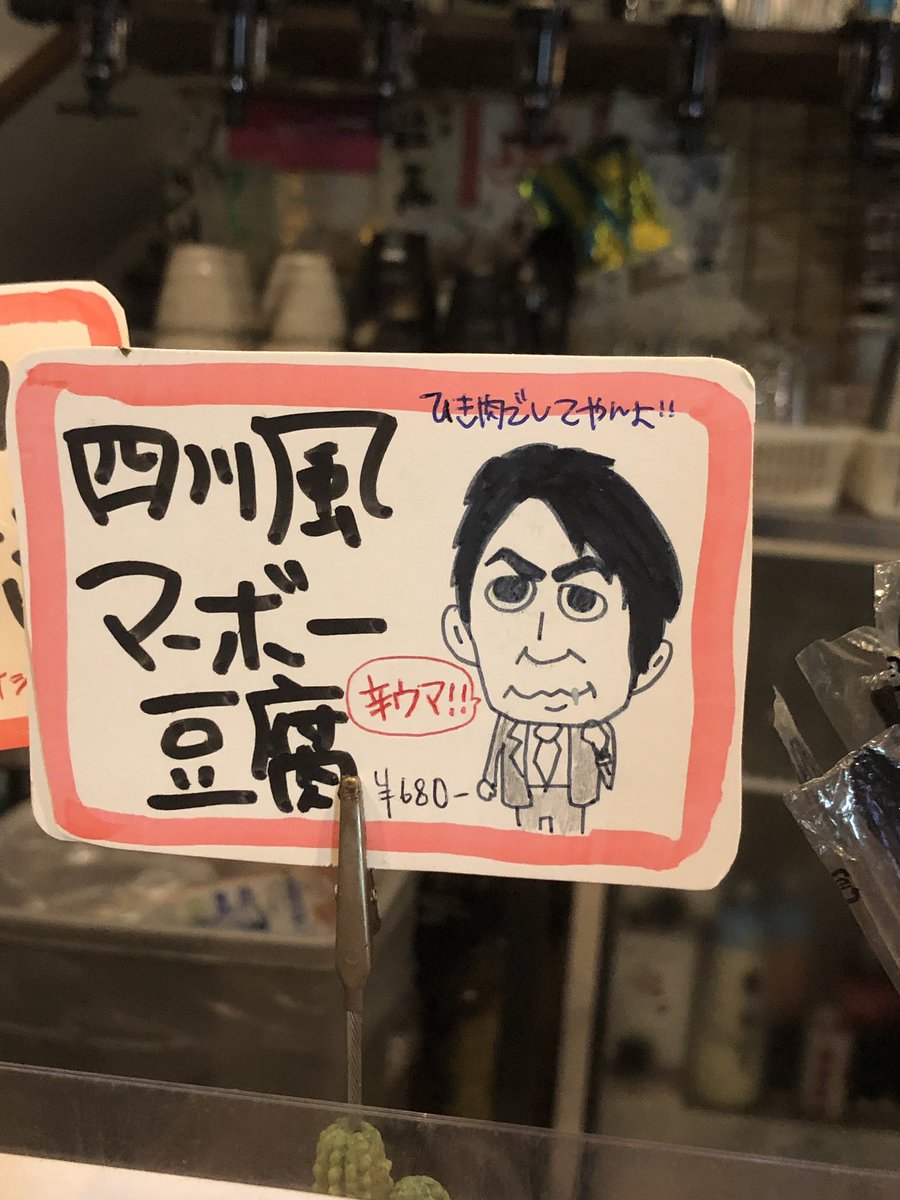 ひき肉でしてやんよ!!
四川風
マーボー
豆腐
辛ウマ!!
¥680-